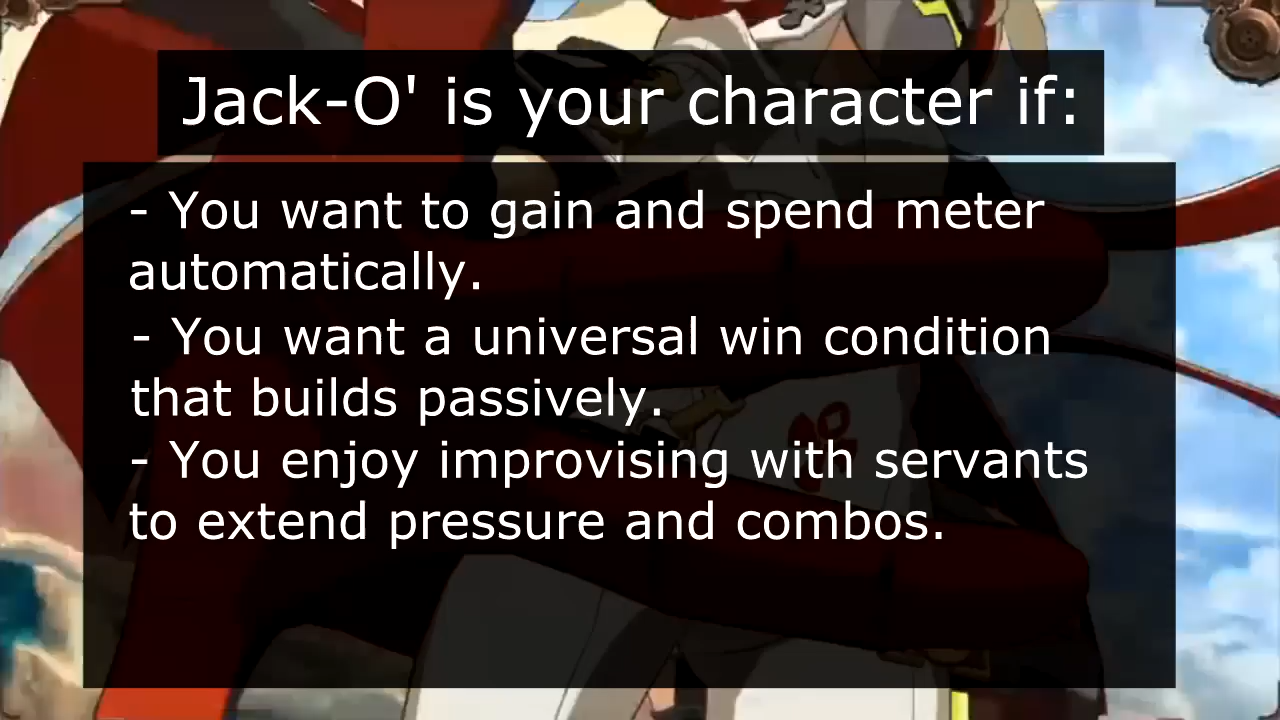 Jack-O' is your character if:
- You want to gain and spend meter
automatically.
- You want a universal win condition
that builds passively.
- You enjoy improvising with servants
to extend pressure and combos.